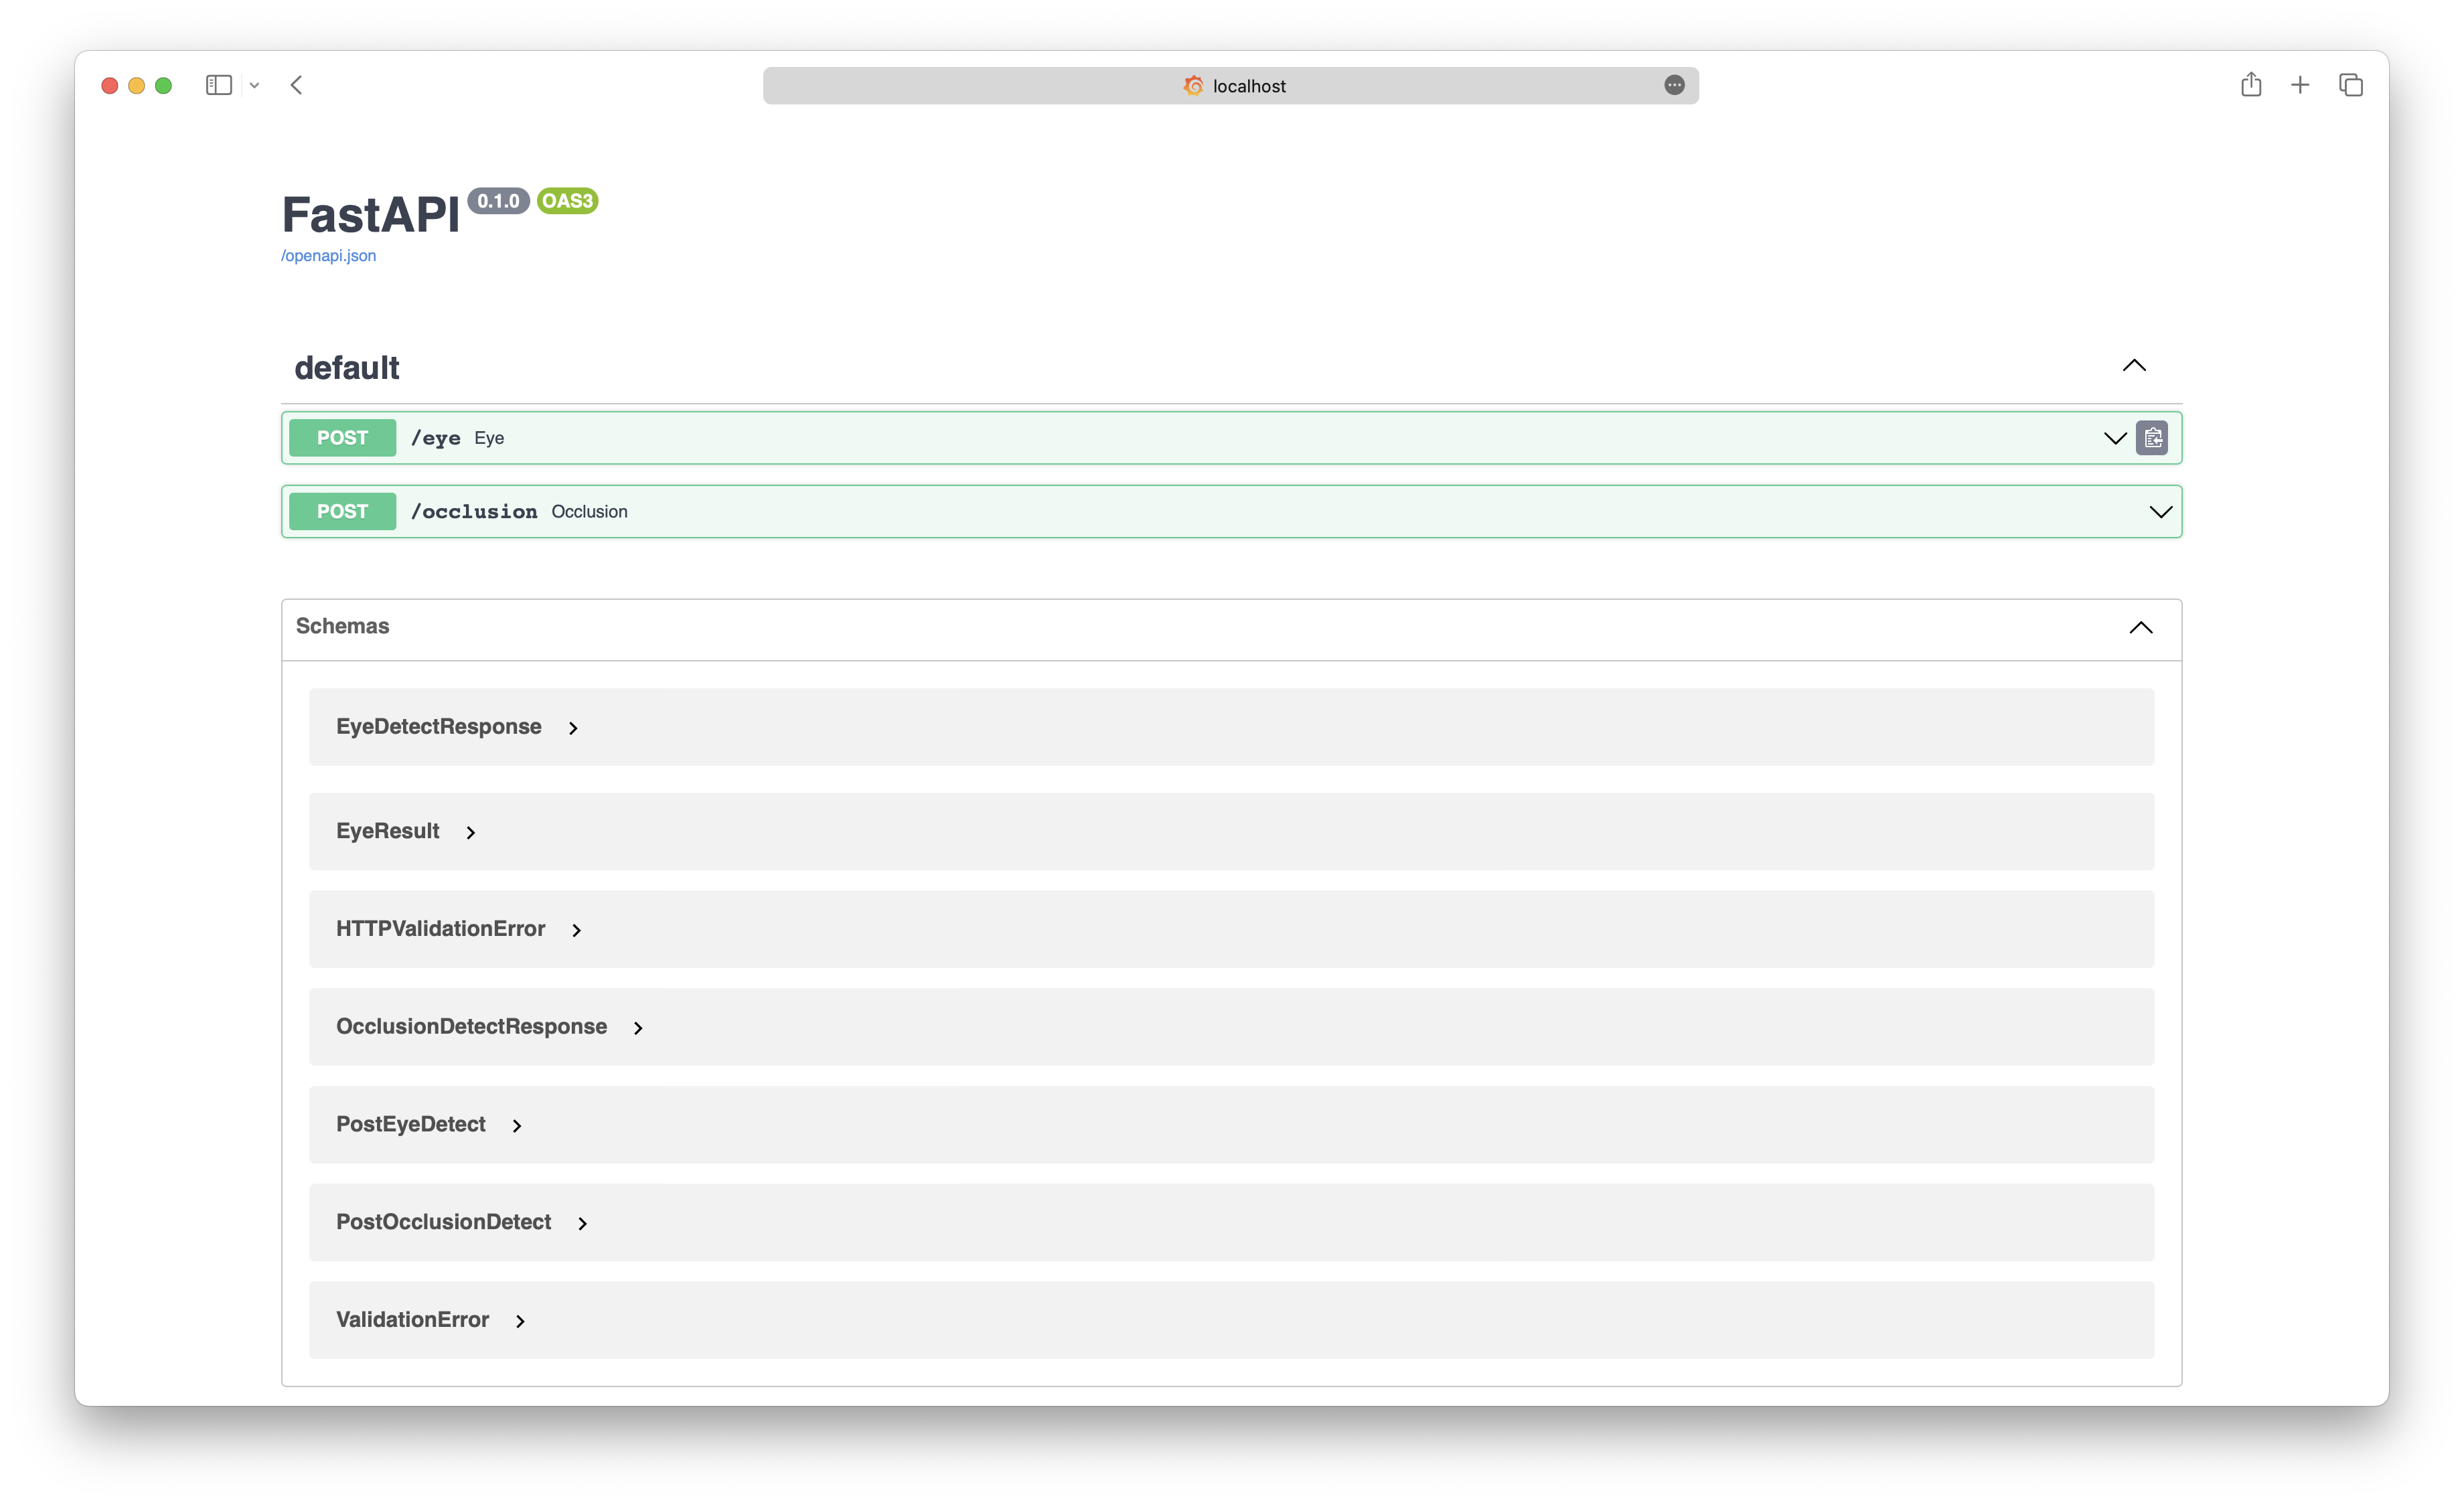 localhost
FastAPI 0.1.0 OAS3
/openapi.json
default
POST /eye Eye
POST /occlusion Occlusion
Schemas
EyeDetectResponse
EyeResult
HTTPValidationError
OcclusionDetectResponse
PostEyeDetect
PostOcclusionDetect
ValidationError